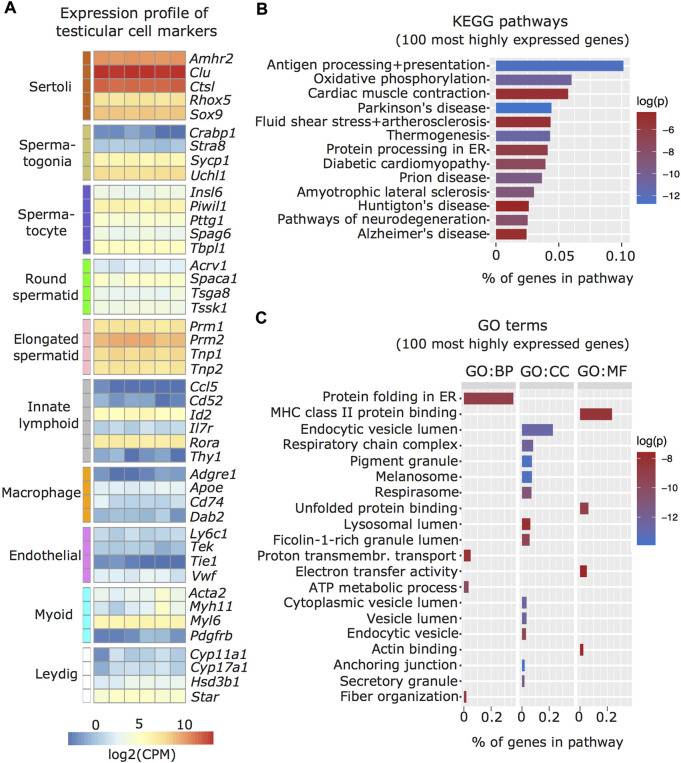 A
Expression profile of
testicular cell markers
Sertoli
Amhr2
Clu
Ctsl
Rhox5
Sox9
Sperma-
togonia
Crabp1
Stra8
Sycp1
Uchl1
Sperma-
tocyte
Insl6
Piwil1
Pttg1
Spag6
Tbpl1
Round
spermatid
Acrv1
Spaca1
Tsga8
Tssk1
Elongated
spermatid
Prm1
Prm2
Tnp1
Tnp2
Innate
lymphoid
Ccl5
Cd52
Id2
Il7r
Rora
Thy1
Macrophage
Adgre1
Apoe
Cd74
Dab2
Endothelial
Ly6c1
Tek
Tie1
Vwf
Myoid
Acta2
Myh11
Myl6
Pdgfrb
Leydig
Cyp11a1
Cyp17a1
Hsd3b1
Star
0 5 10
log2(CPM)
B
KEGG pathways
(100 most highly expressed genes)
Antigen processing+presentation
Oxidative phosphorylation
Cardiac muscle contraction
Parkinson's disease
Fluid shear stress+artherosclerosis
Thermogenesis
Protein processing in ER
Diabetic cardiomyopathy
Prion disease
Amyotrophic lateral sclerosis
Huntigton's disease
Pathways of neurodegeneration
Alzheimer's disease
0 0.05 0.10
% of genes in pathway
log(p)
-6
-8
-10
-12
C
GO terms
(100 most highly expressed genes)
GO:BP GO:CC GO:MF
Protein folding in ER
MHC class II protein binding
Endocytic vesicle lumen
Respiratory chain complex
Pigment granule
Melanosome
Respirasome
Unfolded protein binding
Lysosomal lumen
Ficolin-1-rich granule lumen
Proton transmembr. transport
Electron transfer activity
ATP metabolic process
Cytoplasmic vesicle lumen
Vesicle lumen
Endocytic vesicle
Actin binding
Anchoring junction
Secretory granule
Fiber organization
0 0.2 0 0.2 0 0.2
% of genes in pathway
log(p)
-8
-10
-12